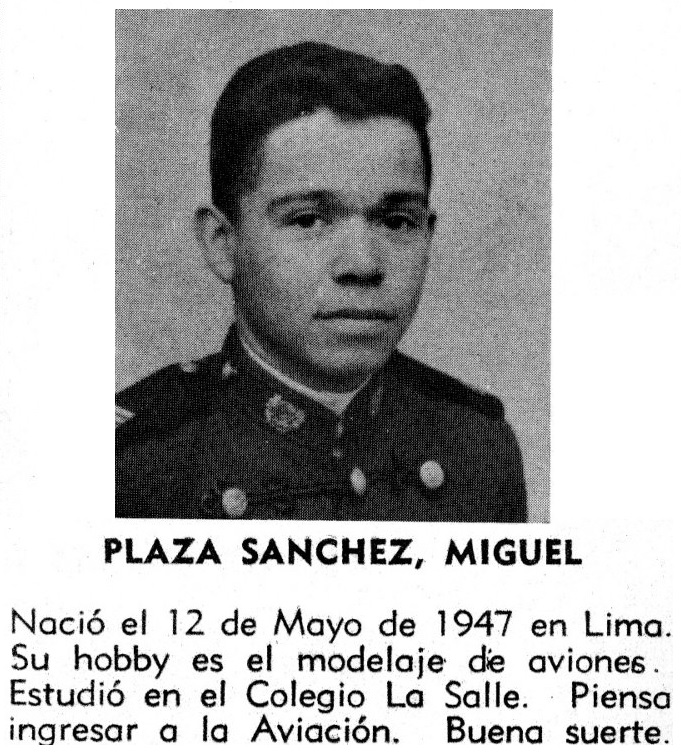 PLAZA SANCHEZ, MIGUEL
Nació el 12 de Mayo de 1947 en Lima.
Su hobby es el modelaje de aviones.
Estudió en el Colegio La Salle. Piensa
ingresar a la Aviación. Buena suerte.